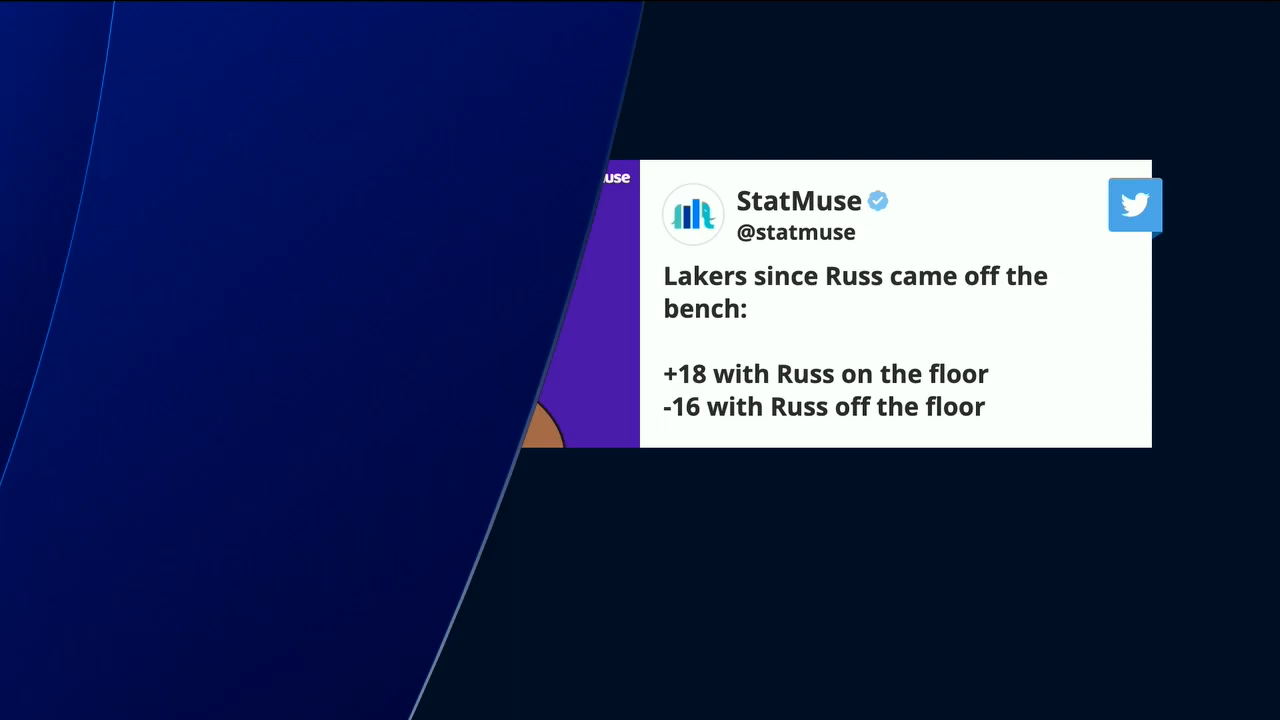 StatMuse
@statmuse
Lakers since Russ came off the
bench:
+18 with Russ on the floor
-16 with Russ off the floor